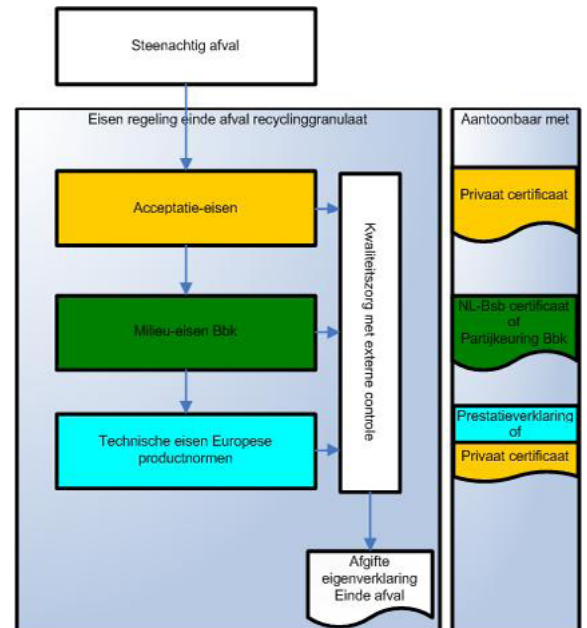 Steenachtig afval
Eisen regeling einde afval recyclinggranulaat
Acceptatie-eisen
Milieu-eisen Bbk
Technische eisen Europese
productnormen
Kwaliteitszorg met externe controle
Afgifte
eigenverklaring
Einde afval
Aantoonbaar met
Privaat certificaat
NL-Bsb certificaat
of
Partijkeuring Bbk
Prestatieverklaring
of
Privaat certificaat